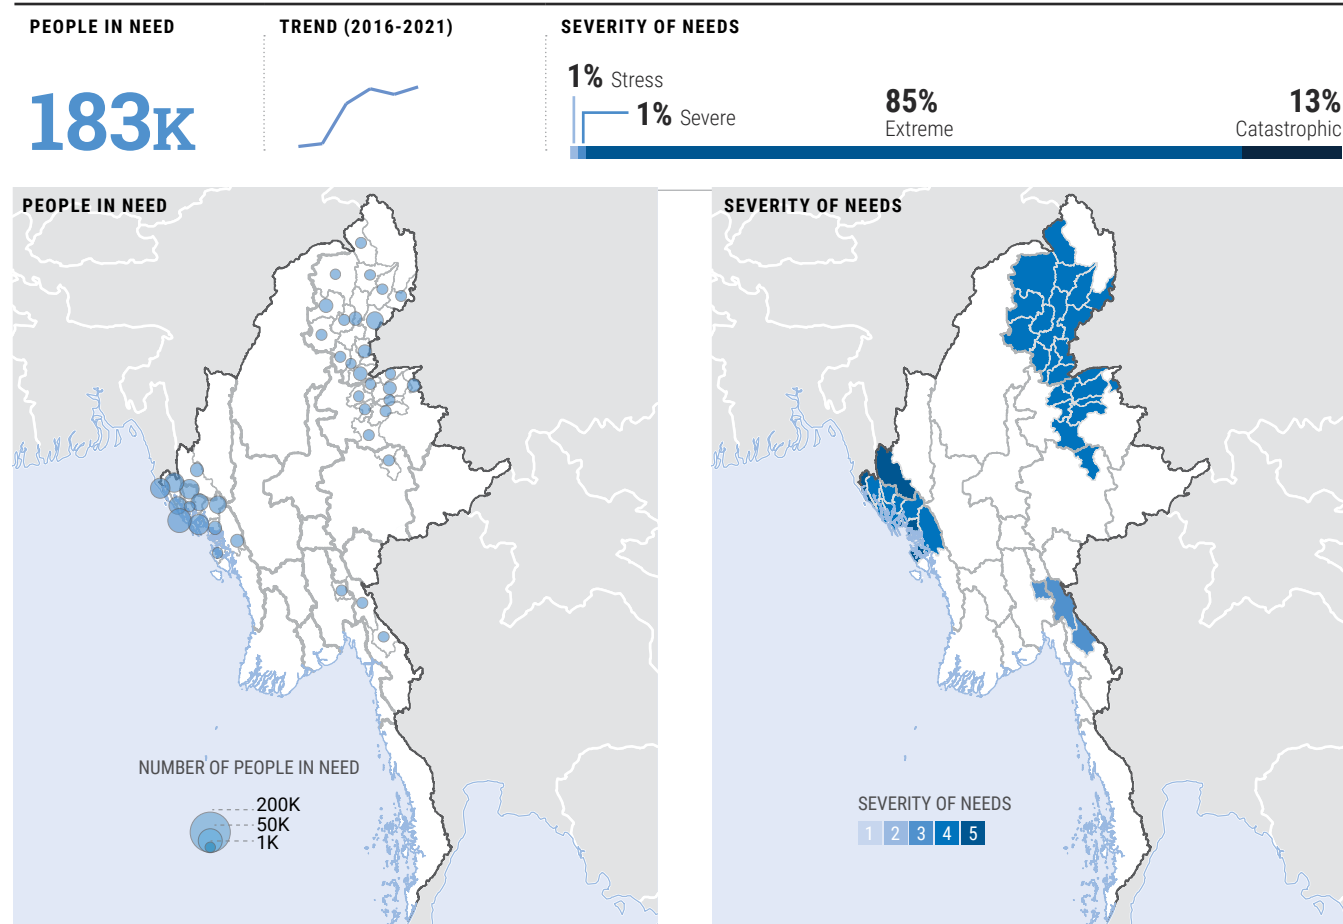 PEOPLE IN NEED
183K
TREND (2016-2021)
SEVERITY OF NEEDS
1% Stress
1% Severe
85%
Extreme
13%
Catastrophic
PEOPLE IN NEED
NUMBER OF PEOPLE IN NEED
200K
50K
1K
SEVERITY OF NEEDS
SEVERITY OF NEEDS
1 2 3 4 5